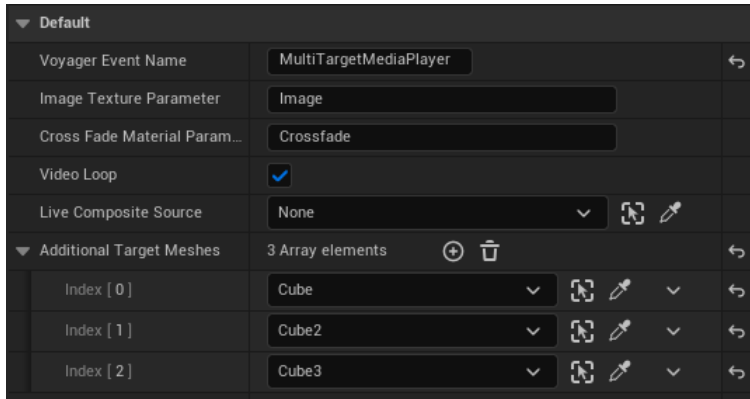 Default
Voyager Event Name MultiTargetMediaPlayer
Image Texture Parameter Image
Cross Fade Material Param... Crossfade
Video Loop
Live Composite Source None
Additional Target Meshes 3 Array elements
Index [ 0 ] Cube
Index [ 1 ] Cube2
Index [ 2 ] Cube3